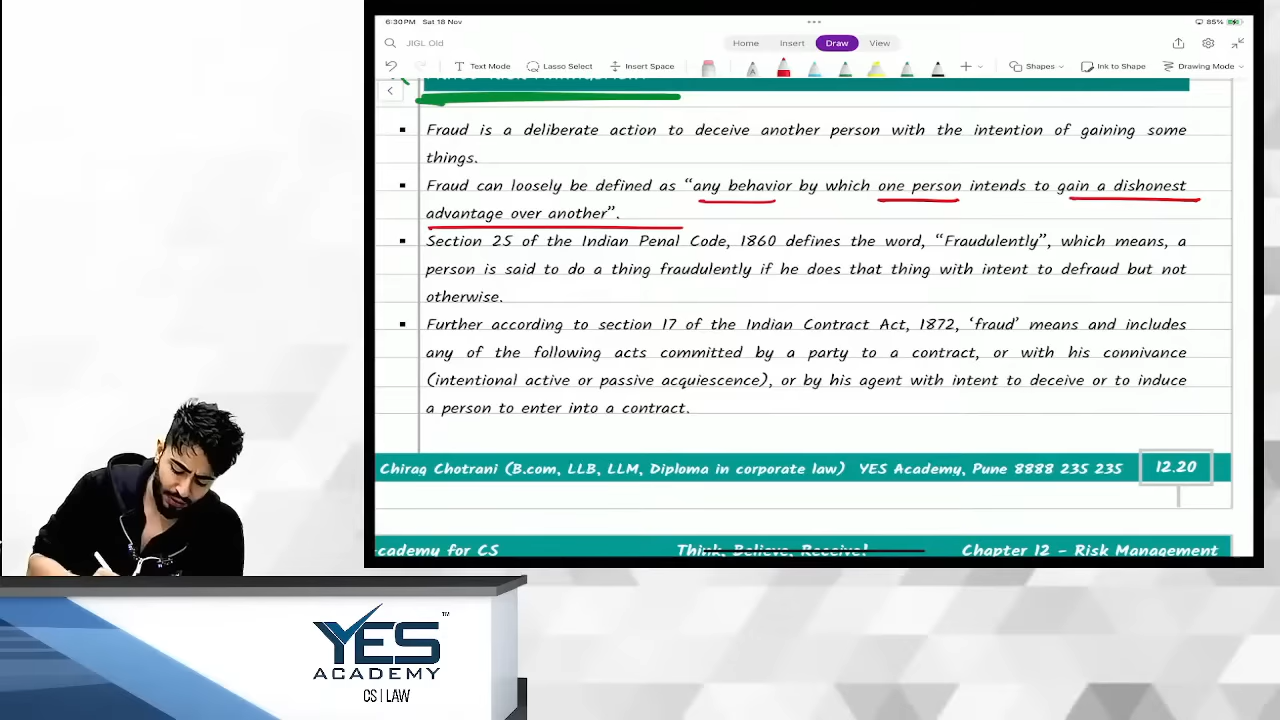 6:30PM Sat 18 Nov
85%
JIGL Old
Home Insert Draw View
Text Mode Lasso Select Insert Space Shapes Ink to Shape Drawing Mode
▪ Fraud is a deliberate action to deceive another person with the intention of gaining some
things.
▪ Fraud can loosely be defined as “any behavior by which one person intends to gain a dishonest
advantage over another”.
▪ Section 25 of the Indian Penal Code, 1860 defines the word, “Fraudulently”, which means, a
person is said to do a thing fraudulently if he does that thing with intent to defraud but not
otherwise.
▪ Further according to section 17 of the Indian Contract Act, 1872, ‘fraud’ means and includes
any of the following acts committed by a party to a contract, or with his connivance
(intentional active or passive acquiescence), or by his agent with intent to deceive or to induce
a person to enter into a contract.
Chirag Chotrani (B.com, LLB, LLM, Diploma in corporate law) YES Academy, Pune 8888 235 235 12.20
cademy for CS Think, Believe, Receive! Chapter 12 – Risk Management
YES™
ACADEMY
CS | LAW